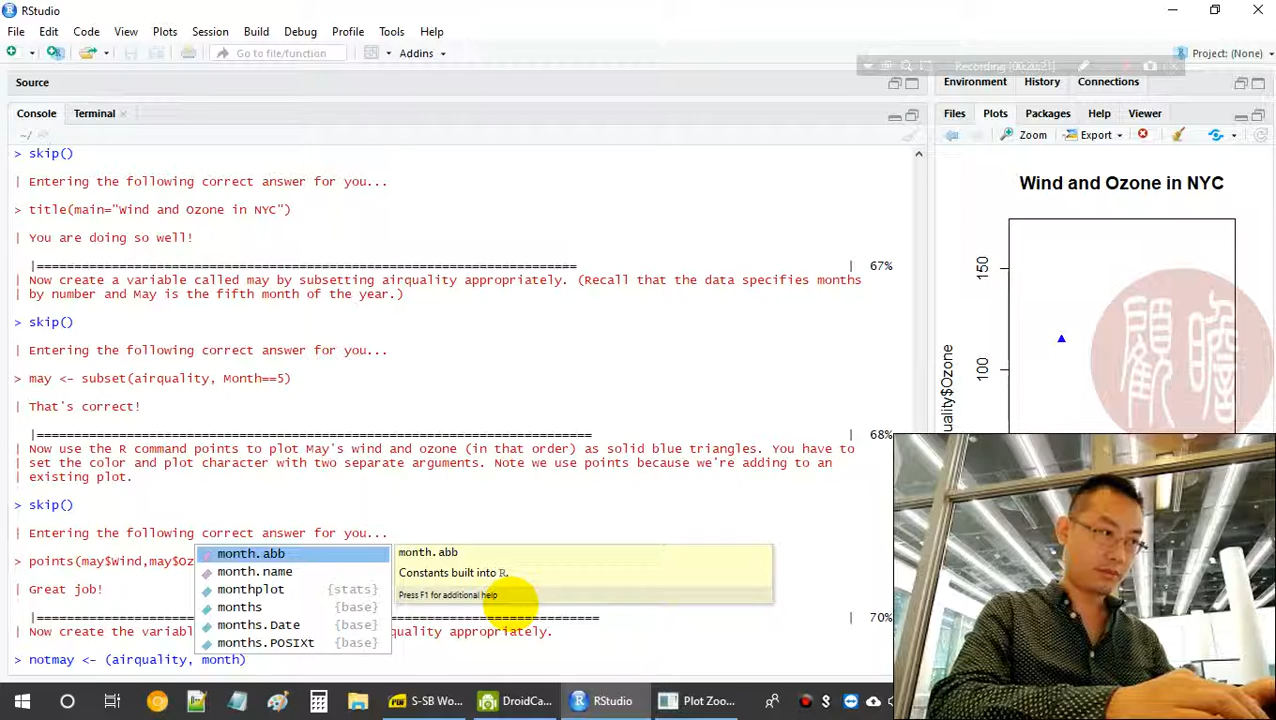 RStudio
File Edit Code View Plots Session Build Debug Profile Tools Help
Go to file/function Addins Project: (None)
Recording [00:20:21]
Source
Environment History Connections
Console Terminal
Files Plots Packages Help Viewer
~/
Zoom Export
> skip()
| Entering the following correct answer for you...
> title(main="Wind and Ozone in NYC")
| You are doing so well!
|======================================================================== | 67%
| Now create a variable called may by subsetting airquality appropriately. (Recall that the data specifies months
| by number and May is the fifth month of the year.)
> skip()
| Entering the following correct answer for you...
> may <- subset(airquality, Month==5)
| That's correct!
|========================================================================== | 68%
| Now use the R command points to plot May's wind and ozone (in that order) as solid blue triangles. You have to
| set the color and plot character with two separate arguments. Note we use points because we're adding to an
| existing plot.
> skip()
| Entering the following correct answer for you...
> points(may$Wind,may$Oz
| Great job!
|=========================================================================== | 70%
| Now create the variabl quality appropriately.
> notmay <- (airquality, month)
month.abb
month.name
monthplot {stats}
months {base}
months.Date {base}
months.POSIXt {base}
month.abb
Constants built into R.
Press F1 for additional help
Wind and Ozone in NYC
150
100
uality$Ozone
顧瞻
S-SB Wo...
DroidCa...
RStudio
Plot Zoo...